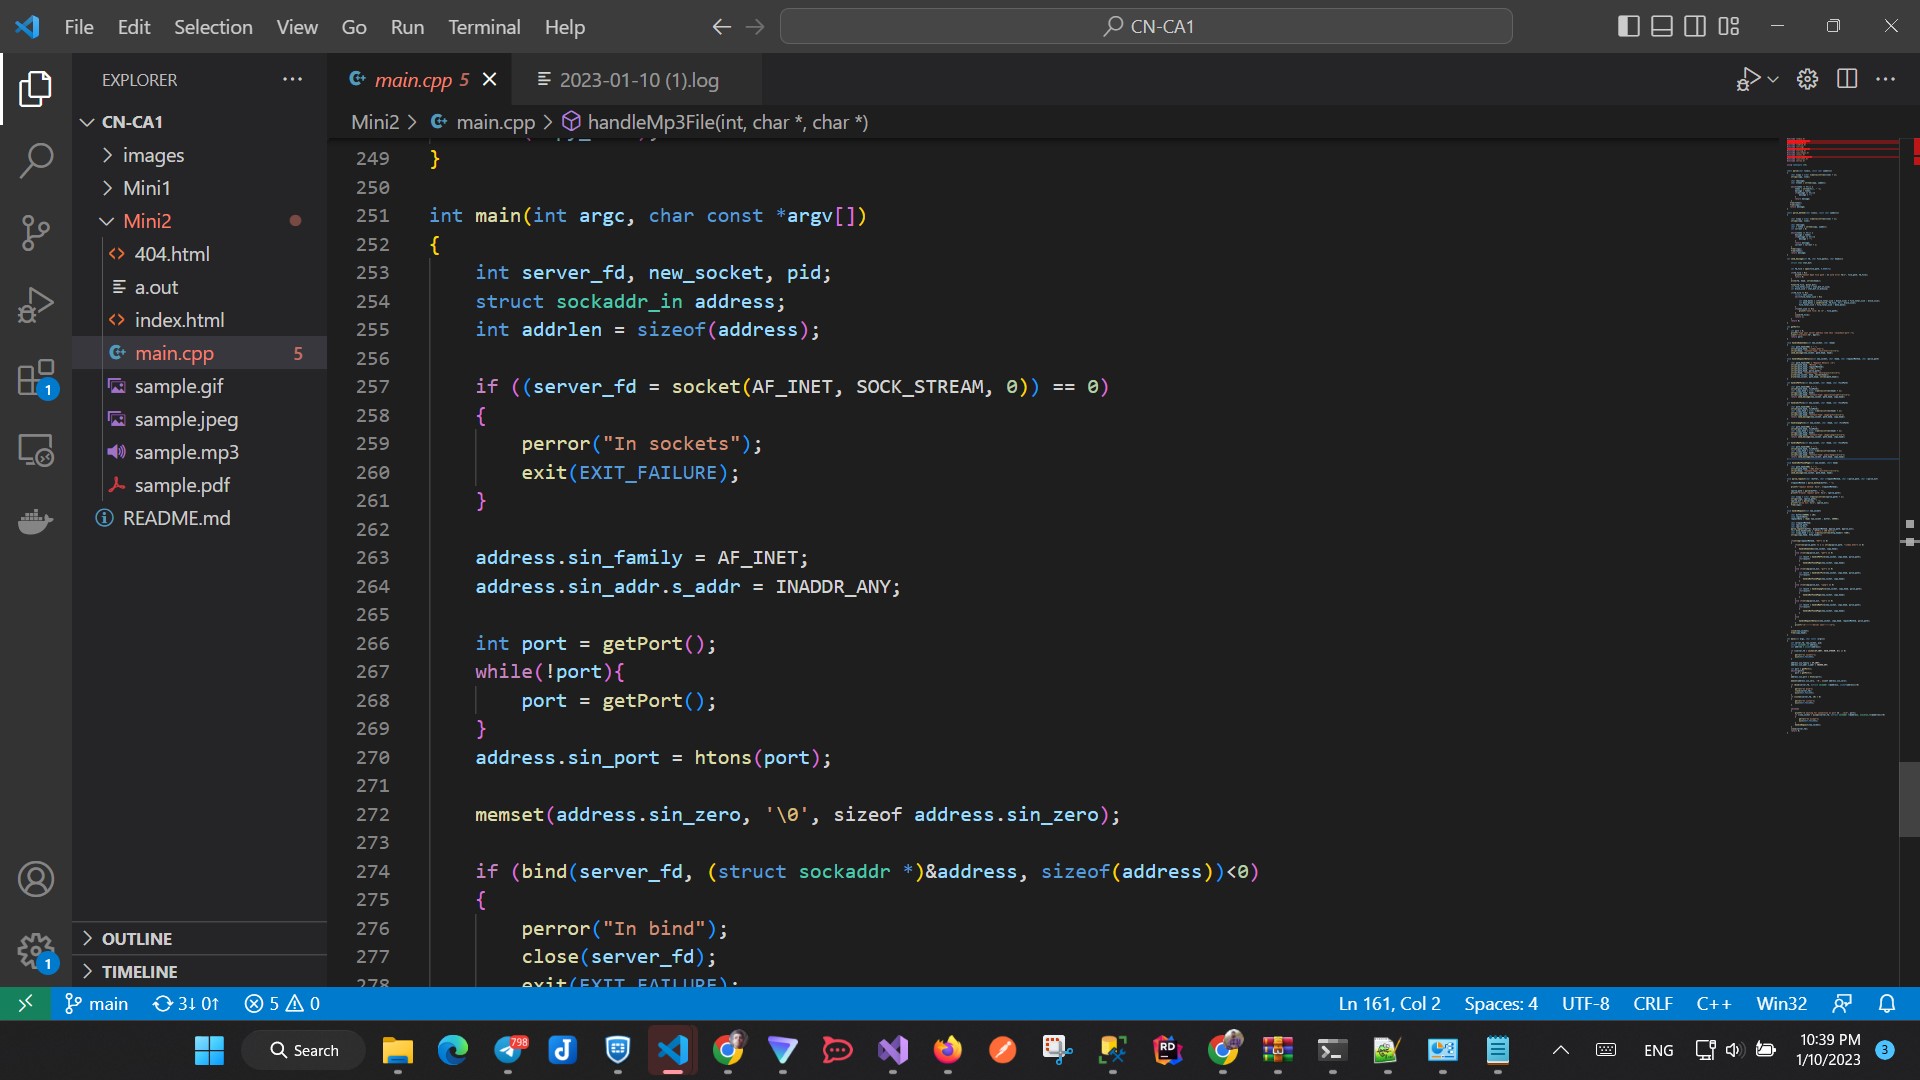 File Edit Selection View Go Run Terminal Help
CN-CA1
EXPLORER
main.cpp 5
2023-01-10 (1).log
Mini2 > main.cpp > handleMp3File(int, char *, char *)
CN-CA1
images
Mini1
Mini2
404.html
a.out
index.html
main.cpp 5
sample.gif
sample.jpeg
sample.mp3
sample.pdf
README.md
OUTLINE
TIMELINE
249 }
250
251 int main(int argc, char const *argv[])
252 {
253 int server_fd, new_socket, pid;
254 struct sockaddr_in address;
255 int addrlen = sizeof(address);
256
257 if ((server_fd = socket(AF_INET, SOCK_STREAM, 0)) == 0)
258 {
259 perror("In sockets");
260 exit(EXIT_FAILURE);
261 }
262
263 address.sin_family = AF_INET;
264 address.sin_addr.s_addr = INADDR_ANY;
265
266 int port = getPort();
267 while(!port){
268 port = getPort();
269 }
270 address.sin_port = htons(port);
271
272 memset(address.sin_zero, '\0', sizeof address.sin_zero);
273
274 if (bind(server_fd, (struct sockaddr *)&address, sizeof(address))<0)
275 {
276 perror("In bind");
277 close(server_fd);
278 exit(EXIT_FAILURE);
1
1
main 3↓ 0↑ 5 0
Ln 161, Col 2 Spaces: 4 UTF-8 CRLF C++ Win32
Search
798
RD
ENG
10:39 PM
1/10/2023
3